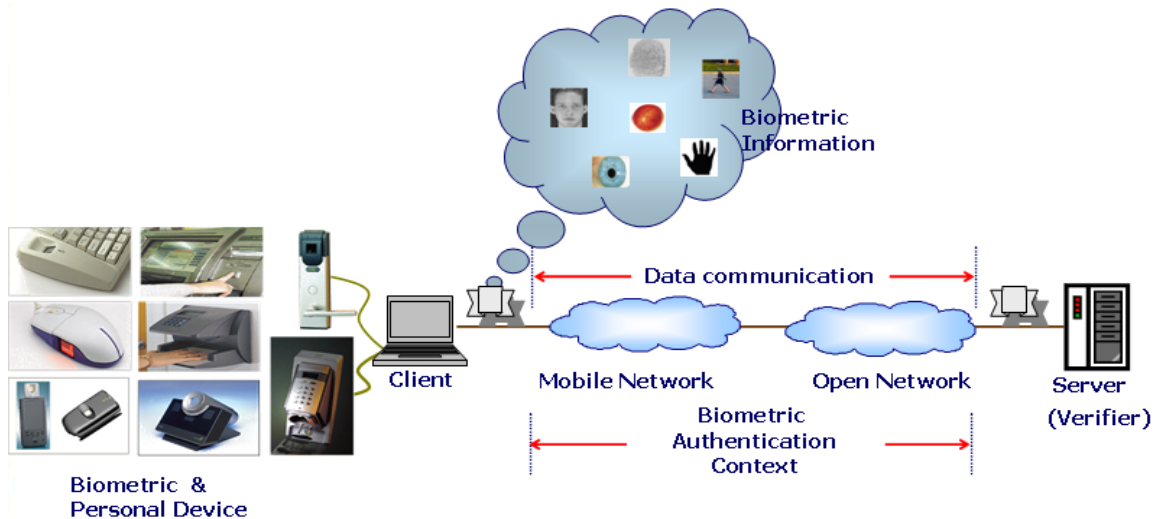 Biometric
Information
Data communication
Client
Mobile Network
Open Network
Server
(Verifier)
Biometric
Authentication
Context
Biometric &
Personal Device